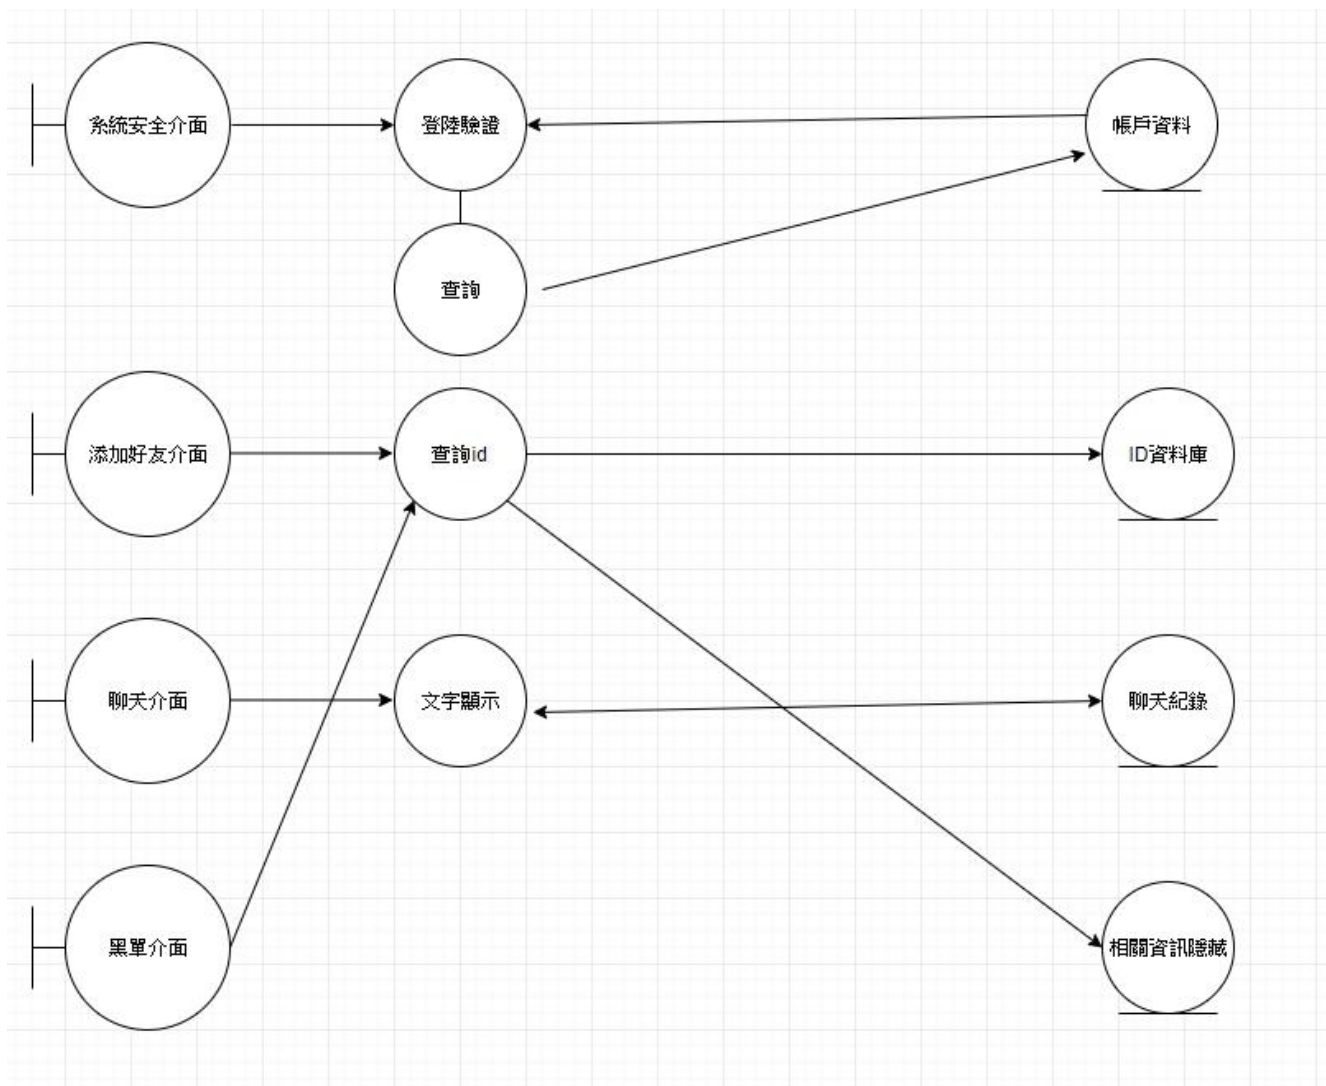 系統安全介面
登陸驗證
帳戶資料
查詢
添加好友介面
查詢id
ID資料庫
聊天介面
文字顯示
聊天紀錄
黑單介面
相關資訊隱藏